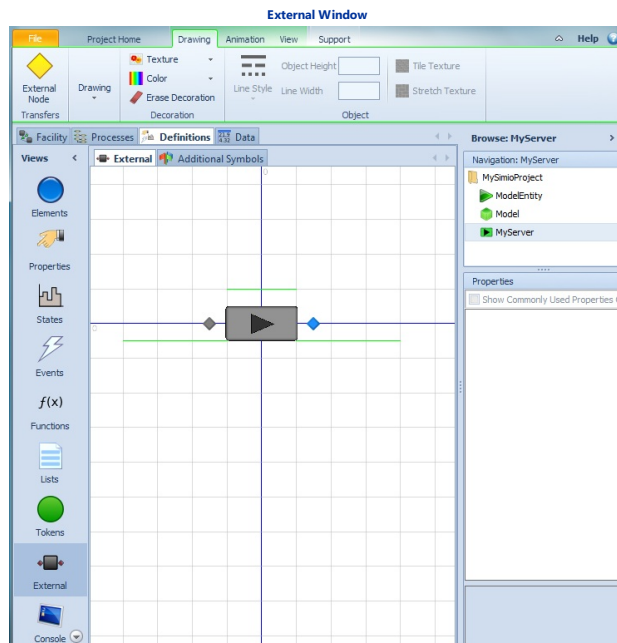 External Window
File Project Home Drawing Animation View Support Help
External Node
Drawing
Texture
Color
Erase Decoration
Line Style
Object Height
Line Width
Tile Texture
Stretch Texture
Transfers Decoration Object
Facility Processes Definitions Data
Browse: MyServer
Views
External Additional Symbols
Navigation: MyServer
MySimioProject
ModelEntity
Model
MyServer
Properties
Show Commonly Used Properties
Elements
Properties
States
Events
f(x)
Functions
Lists
Tokens
External
Console
0
0